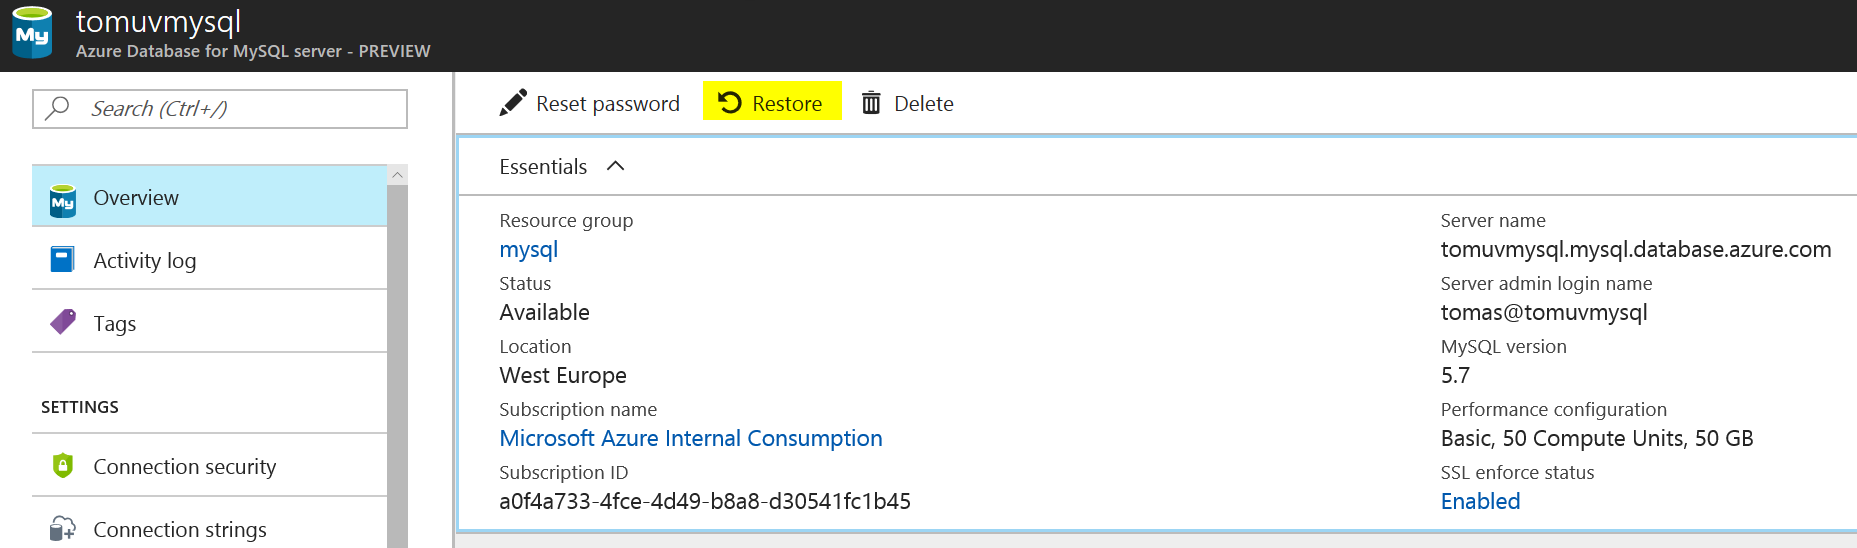 My
tomuvmysql
Azure Database for MySQL server - PREVIEW
Search (Ctrl+/)
My
Overview
Activity log
Tags
SETTINGS
Connection security
Connection strings
Reset password
Restore
Delete
Essentials
Resource group
mysql
Status
Available
Location
West Europe
Subscription name
Microsoft Azure Internal Consumption
Subscription ID
a0f4a733-4fce-4d49-b8a8-d30541fc1b45
Server name
tomuvmysql.mysql.database.azure.com
Server admin login name
tomas@tomuvmysql
MySQL version
5.7
Performance configuration
Basic, 50 Compute Units, 50 GB
SSL enforce status
Enabled